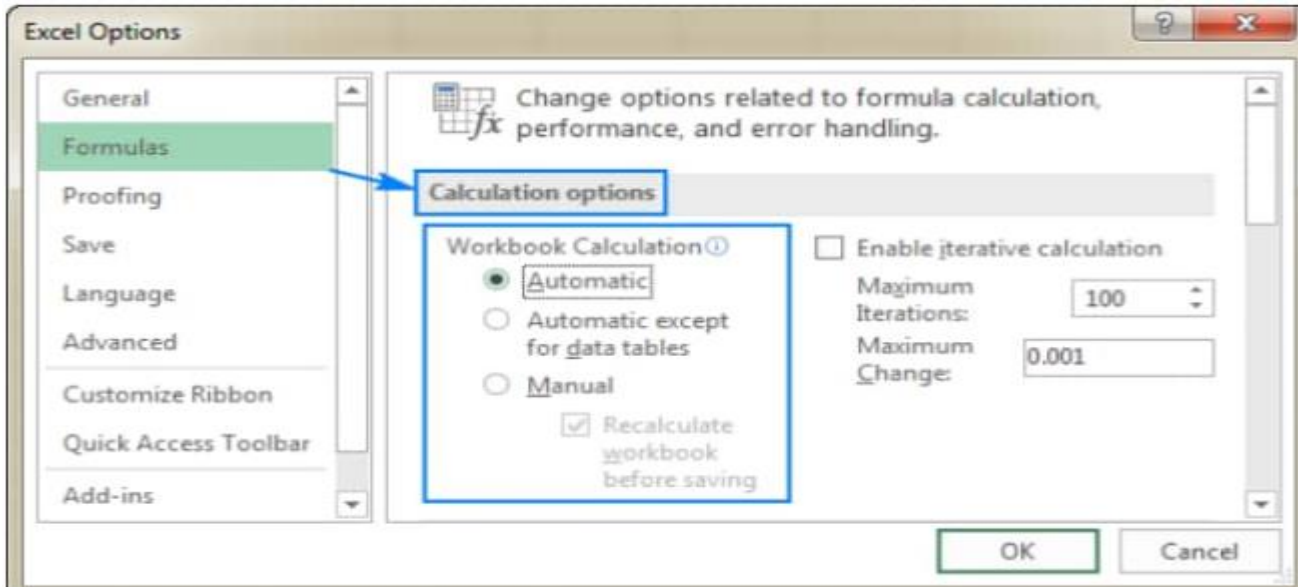 Excel Options
General
Formulas
Proofing
Save
Language
Advanced
Customize Ribbon
Quick Access Toolbar
Add-ins
fx
Change options related to formula calculation,
performance, and error handling.
Calculation options
Workbook Calculation
Automatic
Automatic except
for data tables
Manual
Recalculate
workbook
before saving
Enable iterative calculation
Maximum
Iterations:
100
Maximum
Change:
0.001
OK
Cancel